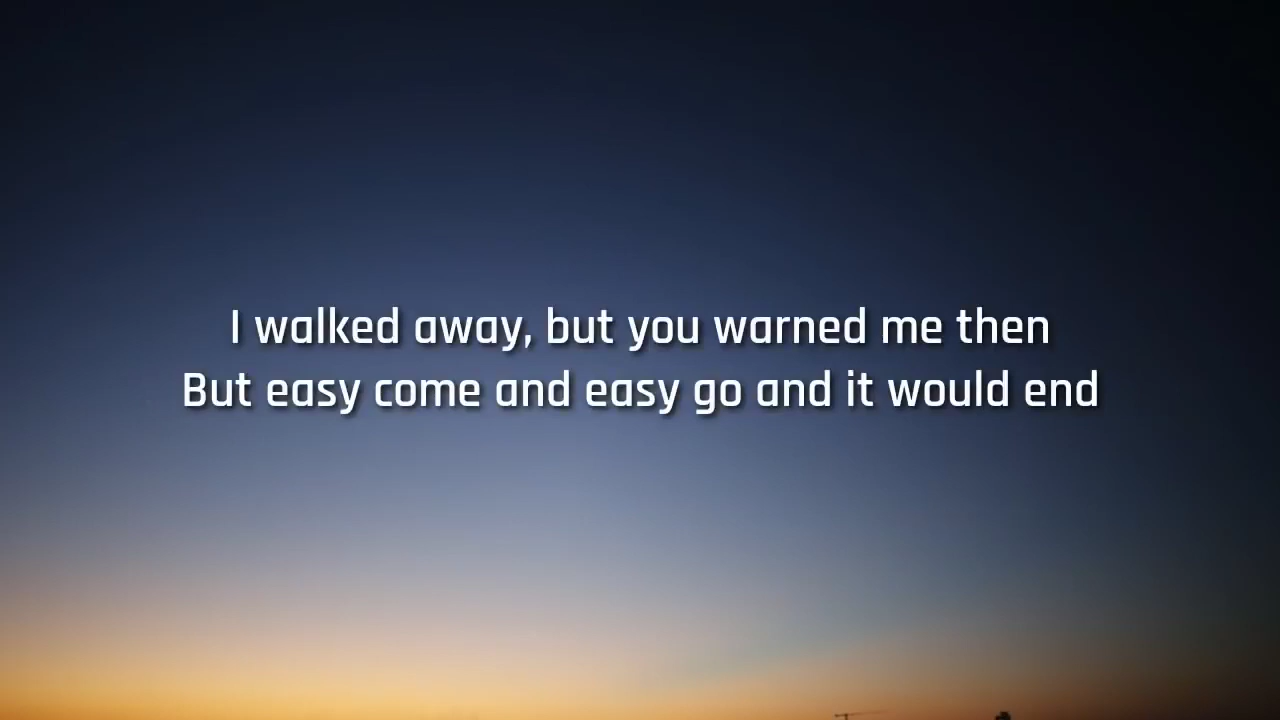 I walked away, but you warned me then
But easy come and easy go and it would end